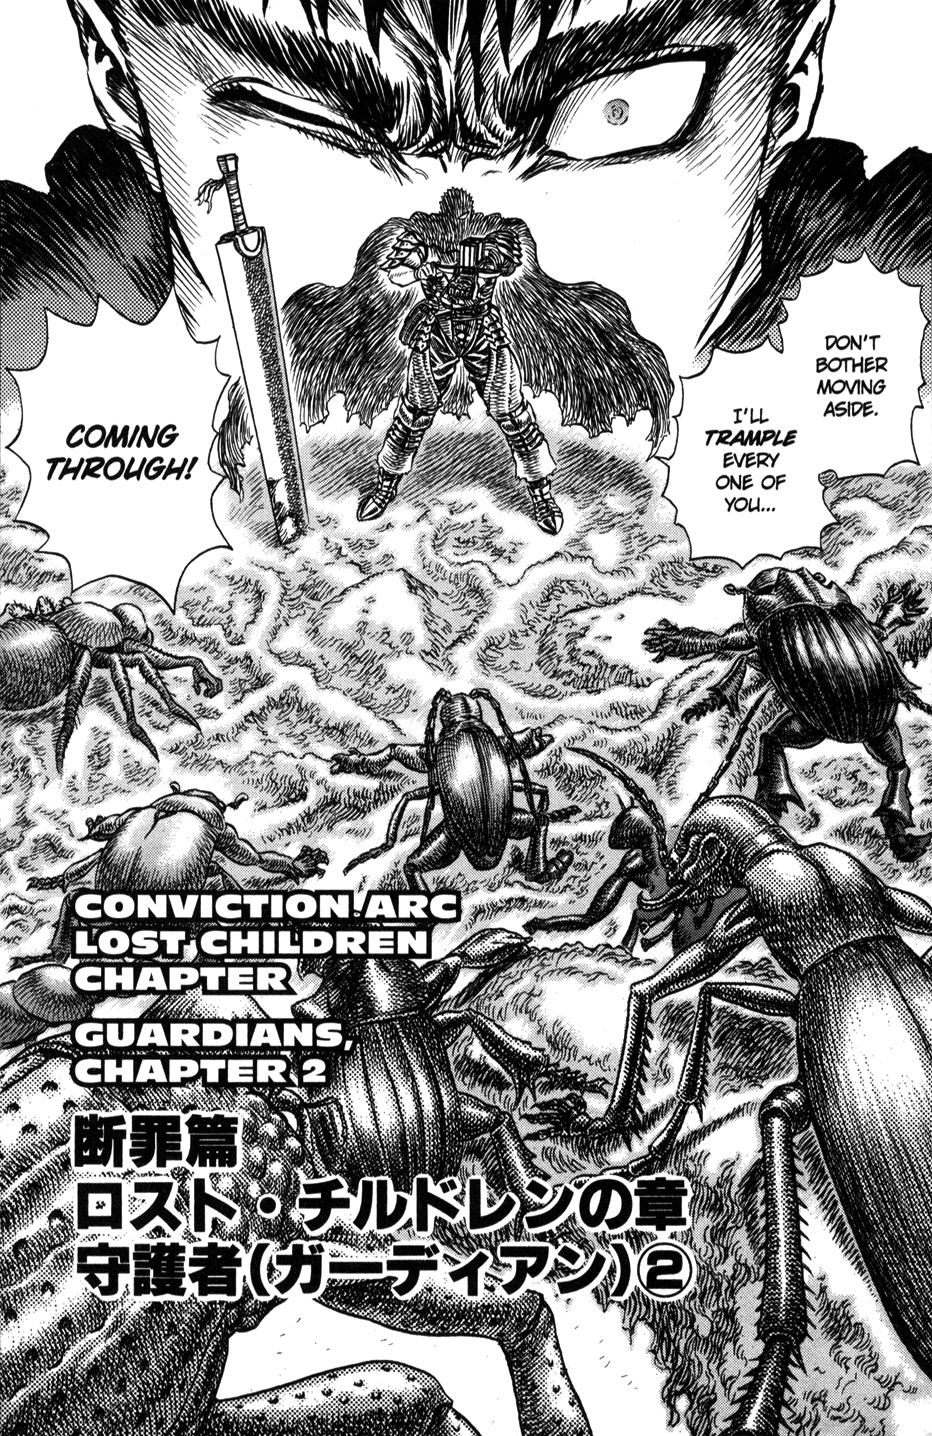 DON'T
BOTHER
MOVING
ASIDE.
I'LL
TRAMPLE
EVERY
ONE OF
YOU...
COMING
THROUGH!
CONVICTION ARC
LOST CHILDREN
CHAPTER
GUARDIANS,
CHAPTER 2
断罪篇
ロスト・チルドレンの章
守護者(ガーディアン)②